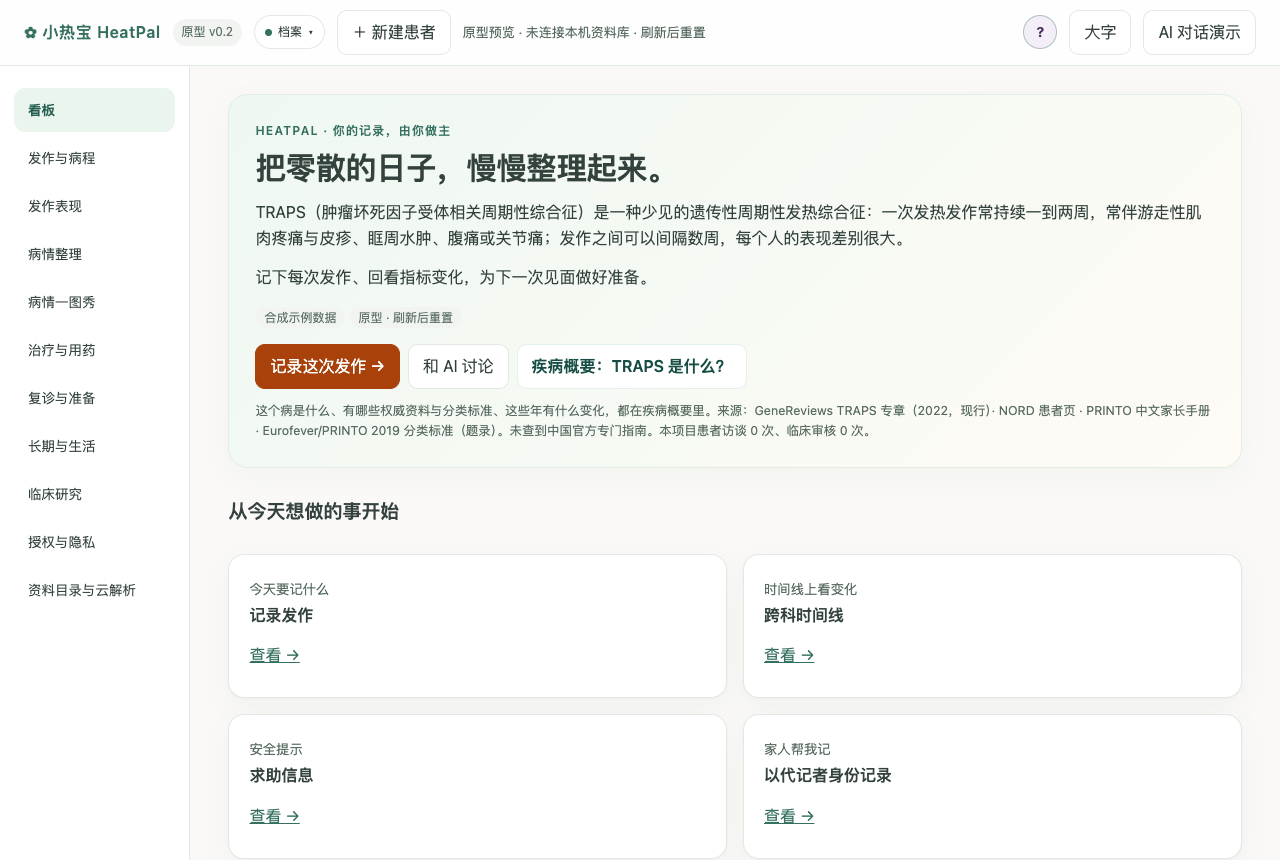 ✿ 小热宝 HeatPal
原型 v0.2
档案 ▾
＋ 新建患者
原型预览 · 未连接本机资料库 · 刷新后重置
?
大字
AI 对话演示
看板
发作与病程
发作表现
病情整理
病情一图秀
治疗与用药
复诊与准备
长期与生活
临床研究
授权与隐私
资料目录与云解析
HEATPAL · 你的记录，由你做主
把零散的日子，慢慢整理起来。
TRAPS（肿瘤坏死因子受体相关周期性综合征）是一种少见的遗传性周期性发热综合征：一次发热发作常持续一到两周，常伴游走性肌
肉疼痛与皮疹、眶周水肿、腹痛或关节痛；发作之间可以间隔数周，每个人的表现差别很大。
记下每次发作、回看指标变化，为下一次见面做好准备。
合成示例数据
原型 · 刷新后重置
记录这次发作 →
和 AI 讨论
疾病概要：TRAPS 是什么？
这个病是什么、有哪些权威资料与分类标准、这些年有什么变化，都在疾病概要里。来源：GeneReviews TRAPS 专章（2022，现行）· NORD 患者页 · PRINTO 中文家长手册
· Eurofever/PRINTO 2019 分类标准（题录）。未查到中国官方专门指南。本项目患者访谈 0 次、临床审核 0 次。
从今天想做的事开始
今天要记什么
记录发作
查看 →
时间线上看变化
跨科时间线
查看 →
安全提示
求助信息
查看 →
家人帮我记
以代记者身份记录
查看 →